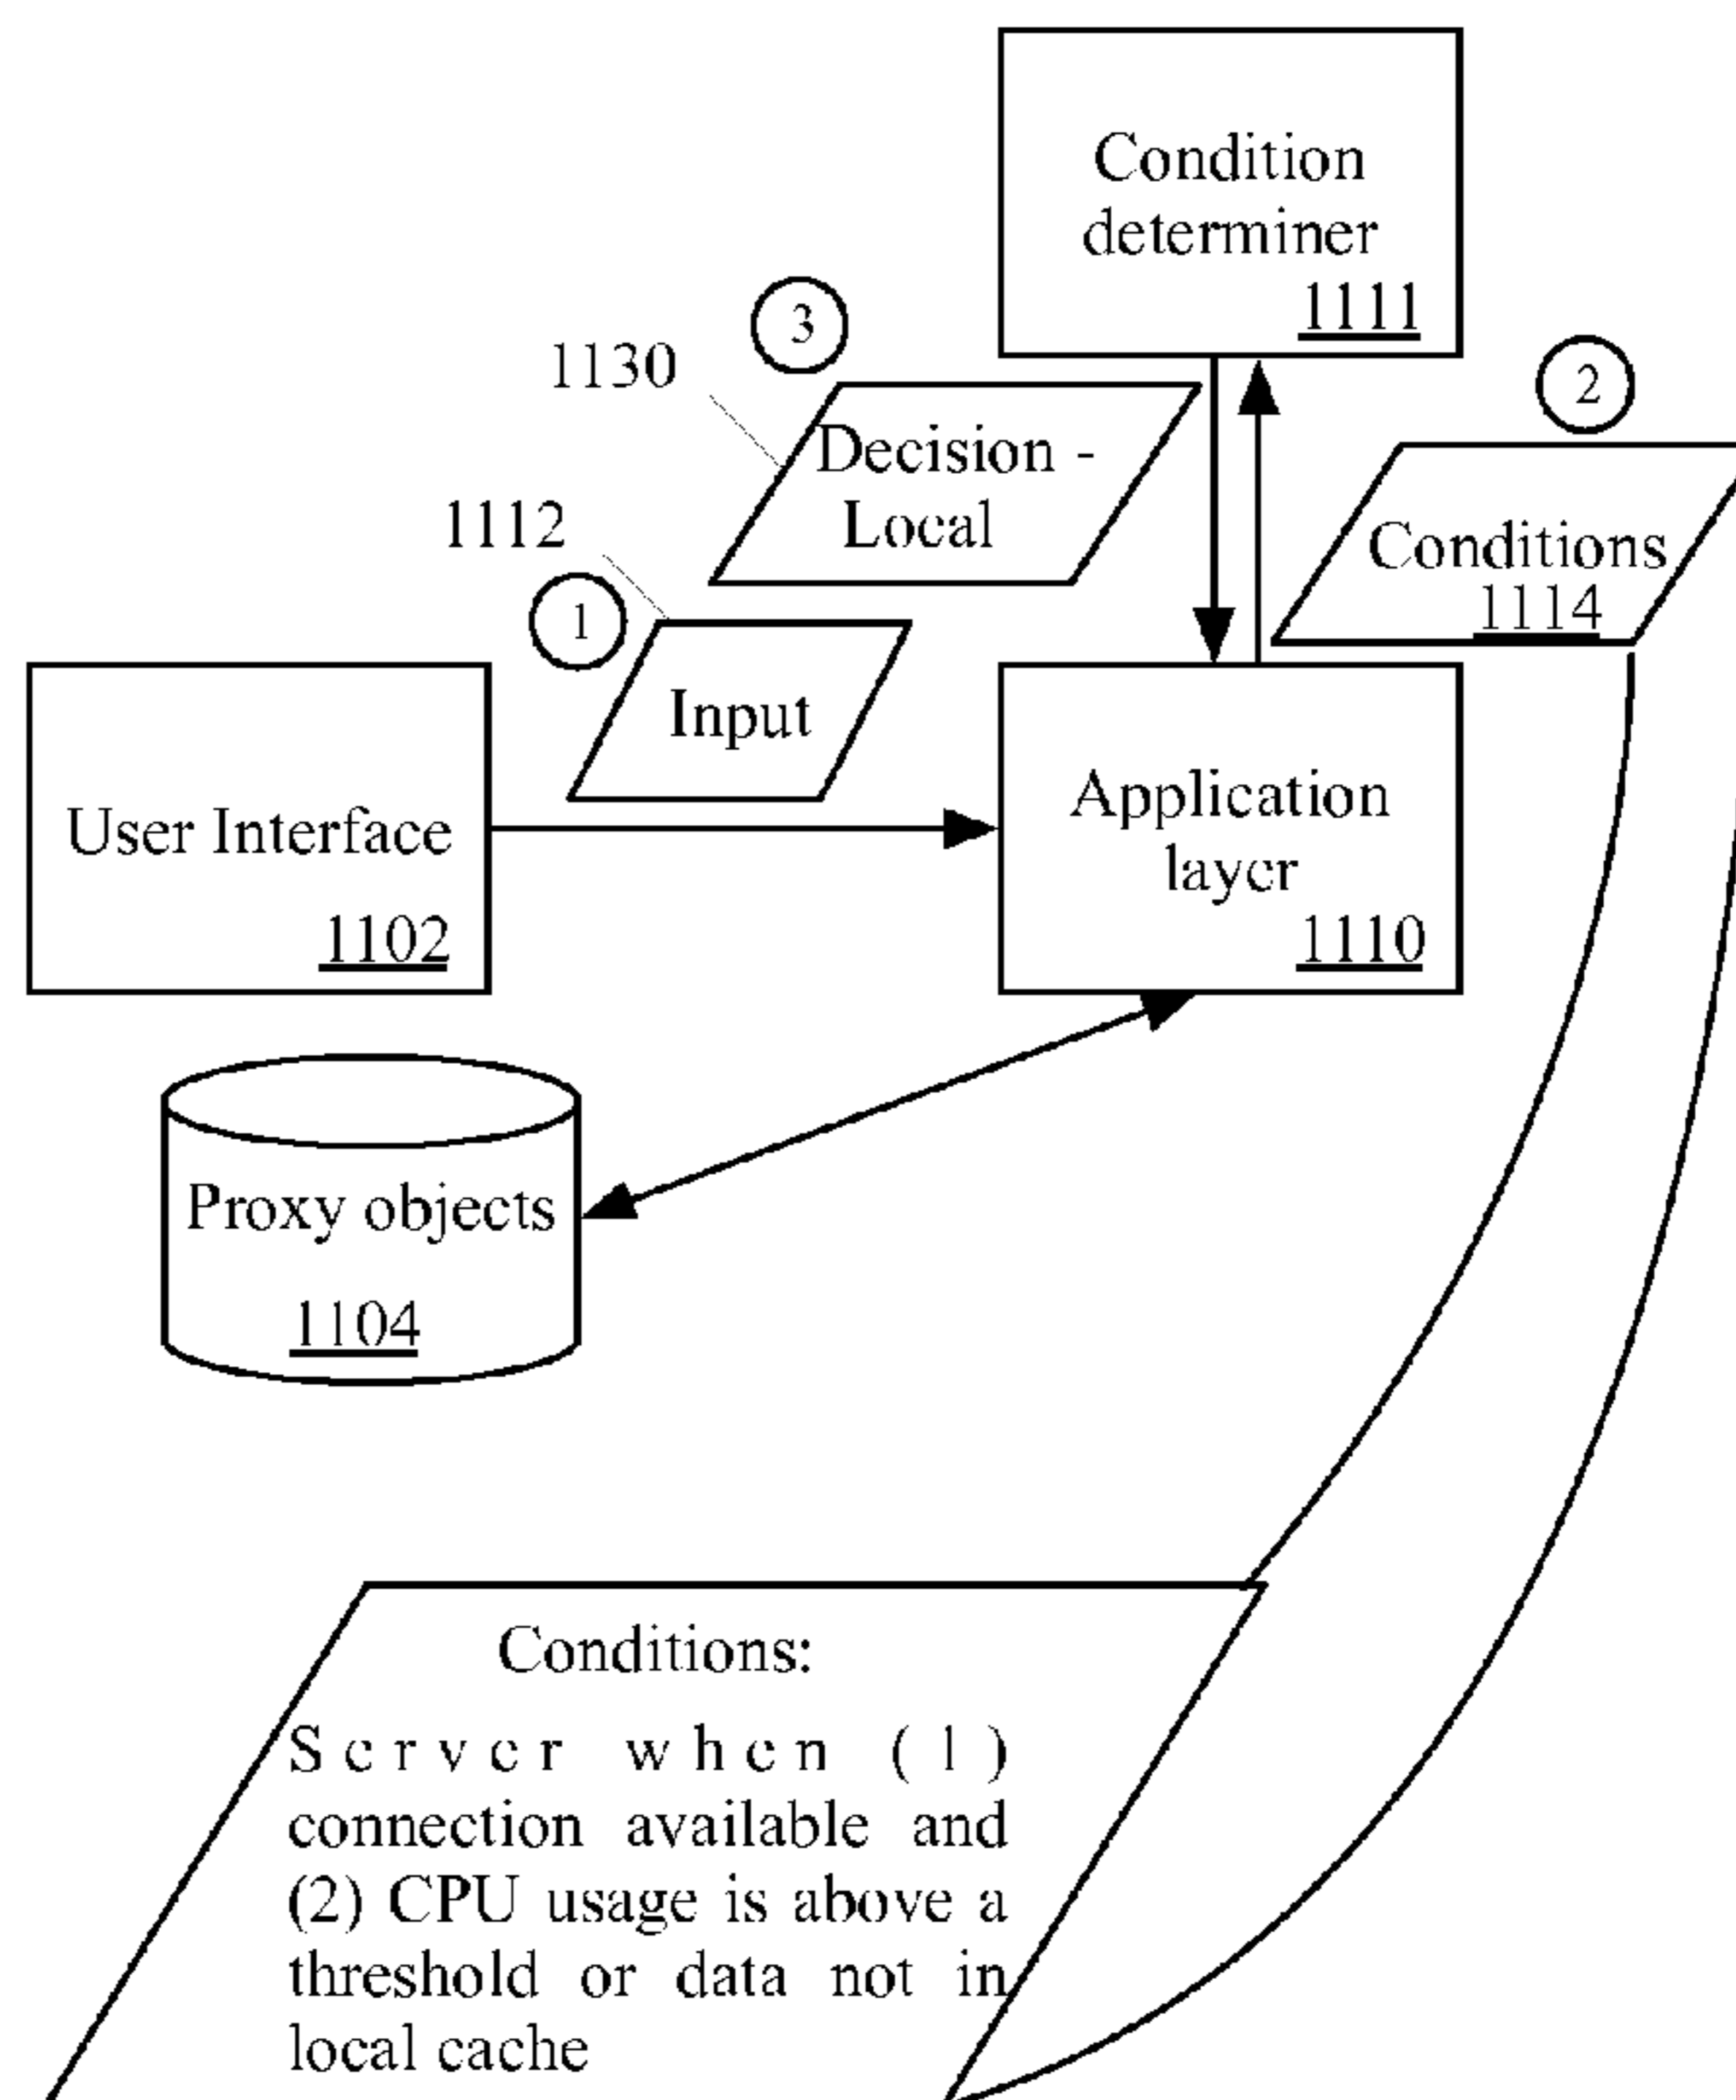 Condition
determiner
1111
3
1130
2
Decision -
Local
1112
Conditions
1114
1
Input
User Interface
1102
Application
layer
1110
Proxy objects
1104
Conditions:
Server when (1)
connection available and
(2) CPU usage is above a
threshold or data not in
local cache